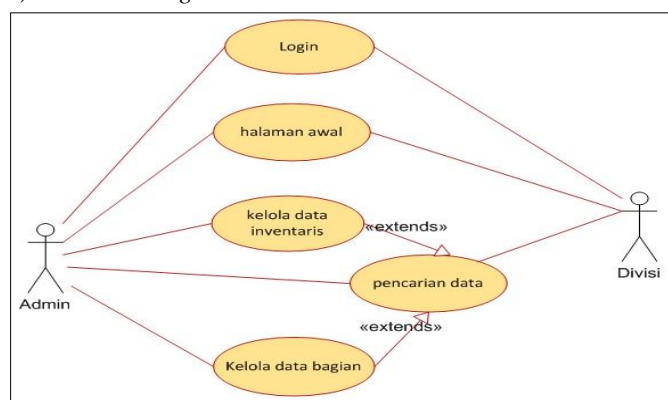 Login
halaman awal
kelola data
inventaris
«extends»
pencarian data
Admin
Divisi
«extends»
Kelola data bagian